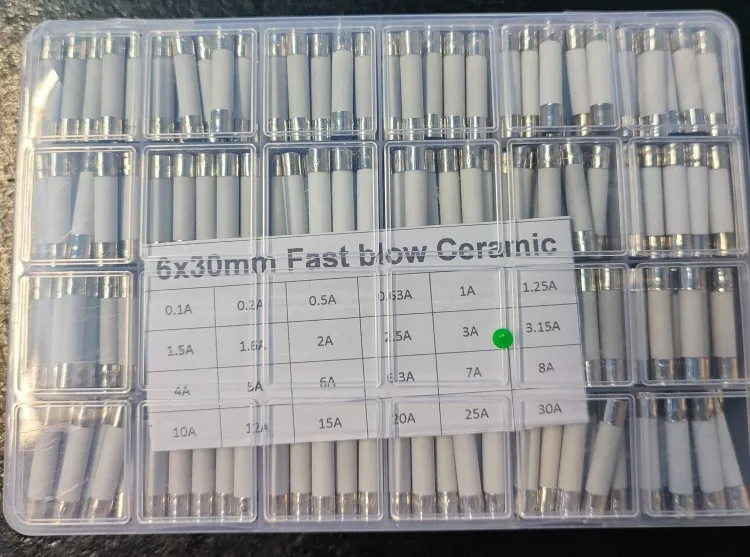 6x30mm Fast blow Ceramic
0.1A 0.2A 0.5A 0.63A 1A 1.25A
1.5A 1.6A 2A 2.5A 3A 3.15A
4A 5A 6A 6.3A 7A 8A
10A 12A 15A 20A 25A 30A